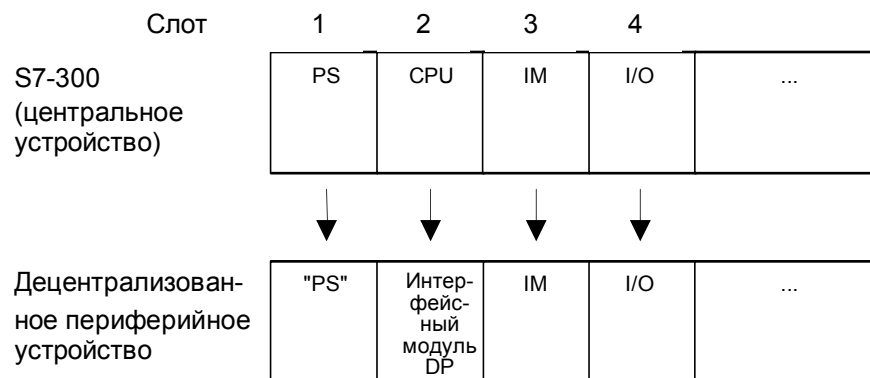 Слот 1 2 3 4
S7-300
(центральное
устройство)
PS CPU IM I/O ...
Децентрализован-
ное периферийное
устройство
"PS" Интер-
фейс-
ный
модуль
DP
IM I/O ...